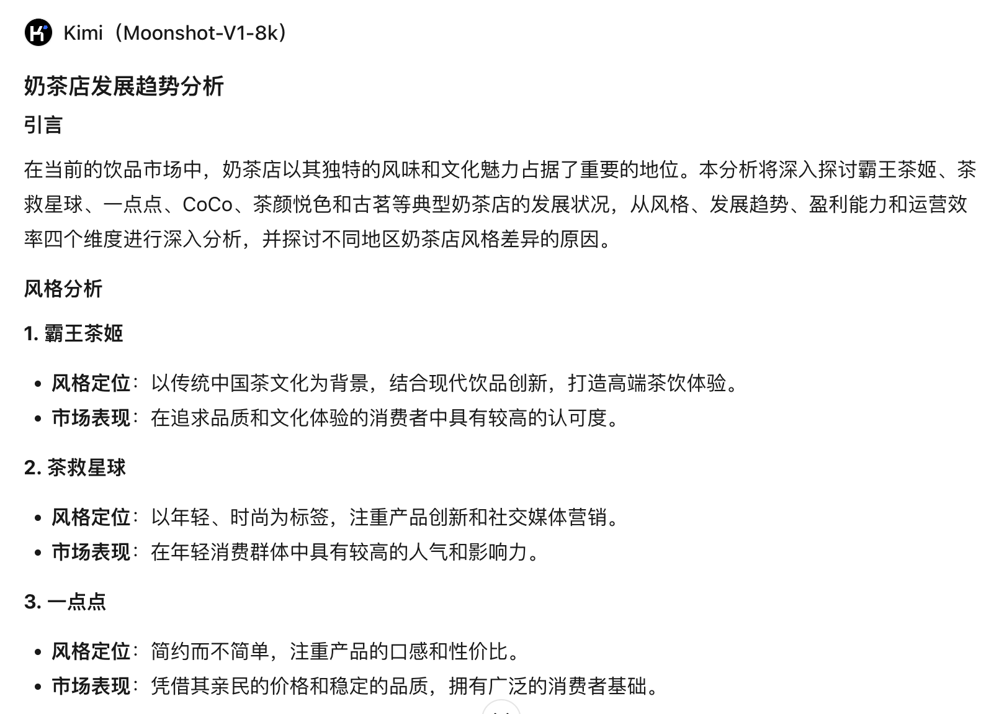 Kimi（Moonshot-V1-8k）
奶茶店发展趋势分析
引言
在当前的饮品市场中，奶茶店以其独特的风味和文化魅力占据了重要的地位。本分析将深入探讨霸王茶姬、茶
救星球、一点点、CoCo、茶颜悦色和古茗等典型奶茶店的发展状况，从风格、发展趋势、盈利能力和运营效
率四个维度进行深入分析，并探讨不同地区奶茶店风格差异的原因。
风格分析
1. 霸王茶姬
• 风格定位：以传统中国茶文化为背景，结合现代饮品创新，打造高端茶饮体验。
• 市场表现：在追求品质和文化体验的消费者中具有较高的认可度。
2. 茶救星球
• 风格定位：以年轻、时尚为标签，注重产品创新和社交媒体营销。
• 市场表现：在年轻消费群体中具有较高的人气和影响力。
3. 一点点
• 风格定位：简约而不简单，注重产品的口感和性价比。
• 市场表现：凭借其亲民的价格和稳定的品质，拥有广泛的消费者基础。